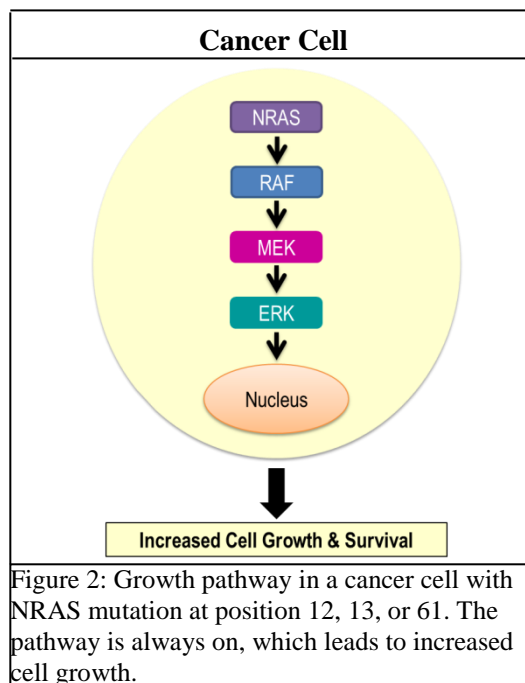 Cancer Cell
NRAS
RAF
MEK
ERK
Nucleus
Increased Cell Growth & Survival
Figure 2: Growth pathway in a cancer cell with
NRAS mutation at position 12, 13, or 61. The
pathway is always on, which leads to increased
cell growth.